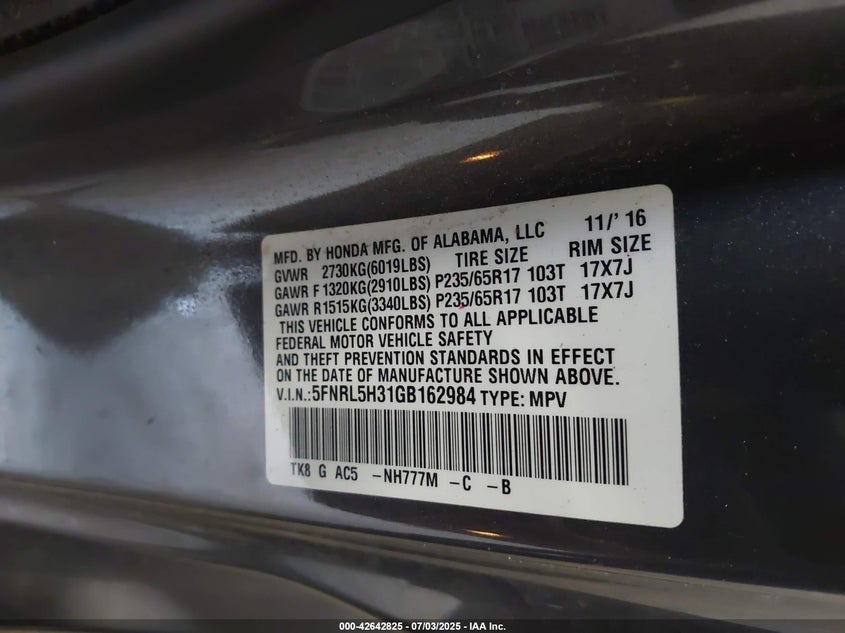 MFD. BY HONDA MFG. OF ALABAMA, LLC 11/' 16
GVWR 2730KG(6019LBS) TIRE SIZE RIM SIZE
GAWR F 1320KG(2910LBS) P235/65R17 103T 17X7J
GAWR R1515KG(3340LBS) P235/65R17 103T 17X7J
THIS VEHICLE CONFORMS TO ALL APPLICABLE
FEDERAL MOTOR VEHICLE SAFETY
AND THEFT PREVENTION STANDARDS IN EFFECT
ON THE DATE OF MANUFACTURE SHOWN ABOVE.
V.I.N.:5FNRL5H31GB162984 TYPE: MPV
TK8 G AC5 -NH777M -C -B
000-42642825 - 07/03/2025 - IAA Inc.